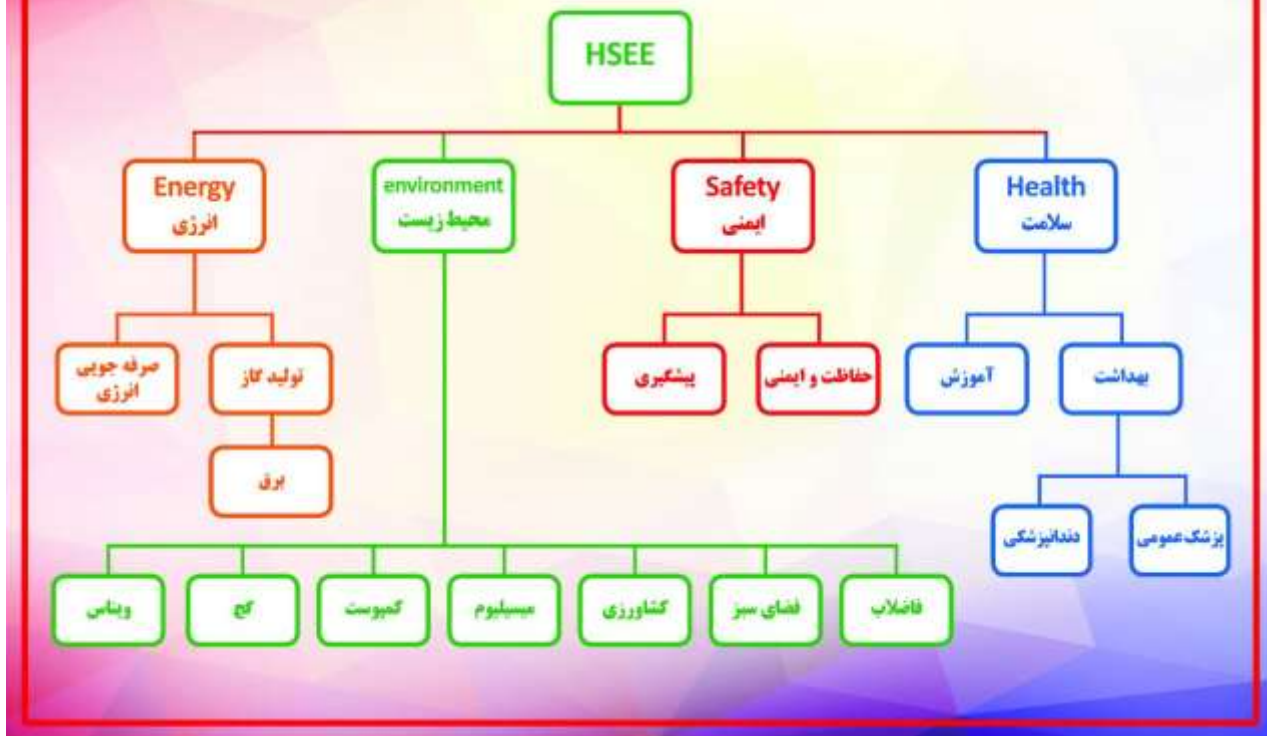 HSEE
Energy
انرژی
environment
محیط زیست
Safety
ایمنی
Health
سلامت
صرفه جویی
انرژی
تولید گاز
پیشگیری
حفاظت و ایمنی
آموزش
بهداشت
برق
دندانپزشکی
پزشک عمومی
ویناس
گچ
کمپوست
میسیلیوم
کشاورزی
فضای سبز
فاضلاب